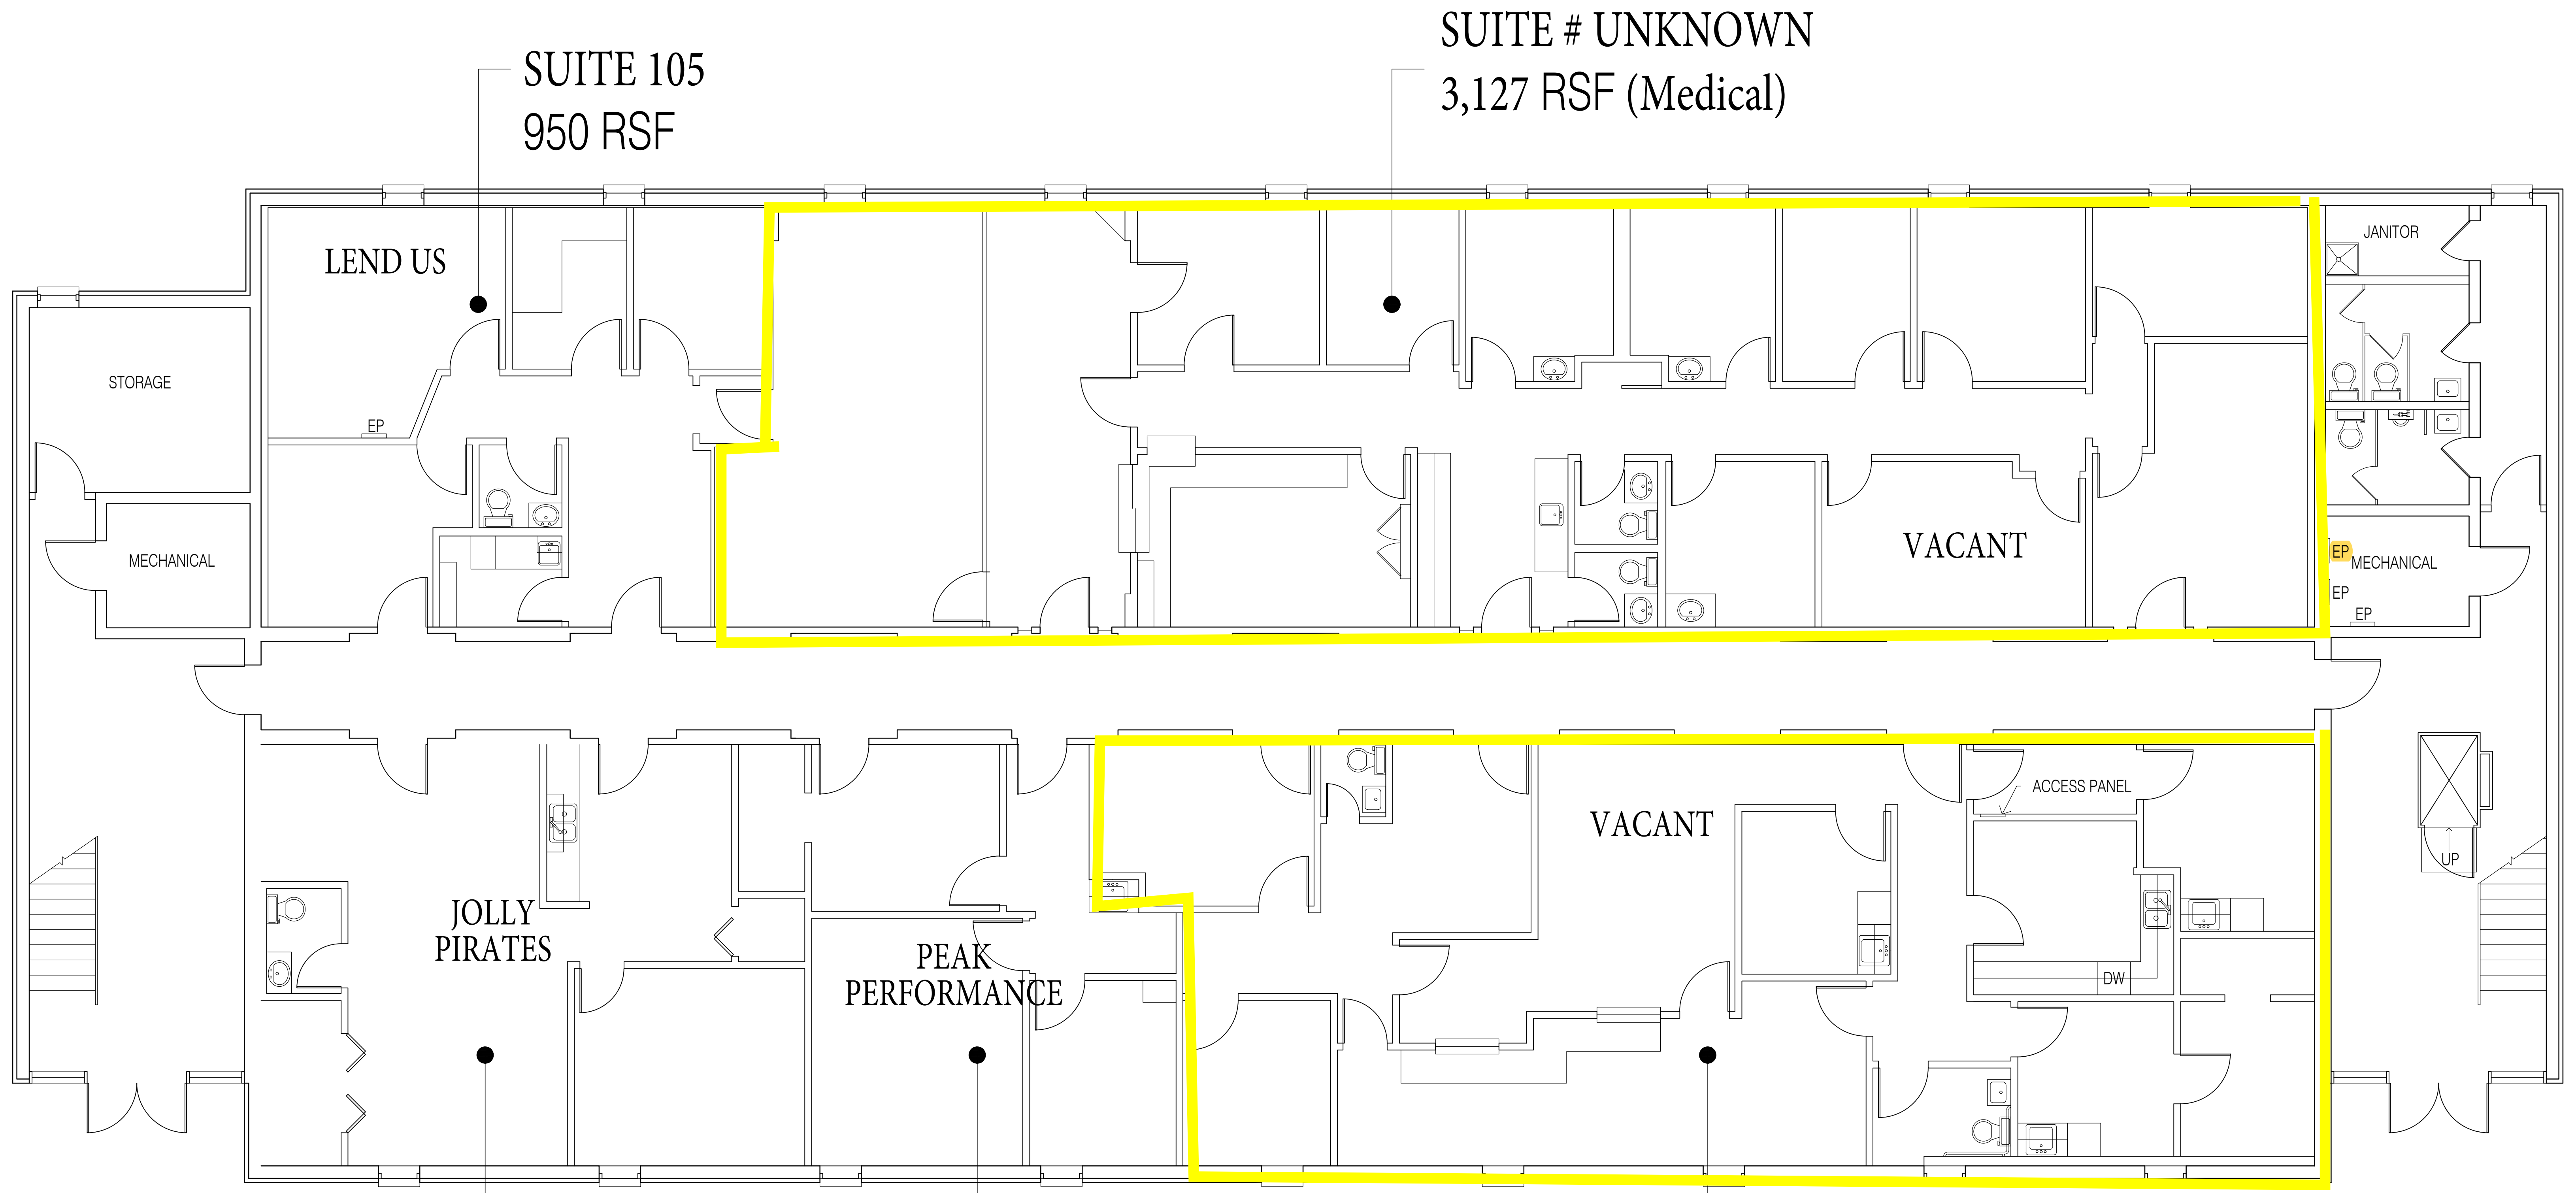 SUITE 105
950 RSF
SUITE # UNKNOWN
3,127 RSF (Medical)
LEND US
JANITOR
STORAGE
EP
MECHANICAL
VACANT
EP
MECHANICAL
EP
EP
VACANT
ACCESS PANEL
UP
JOLLY
PIRATES
PEAK
PERFORMANCE
DW